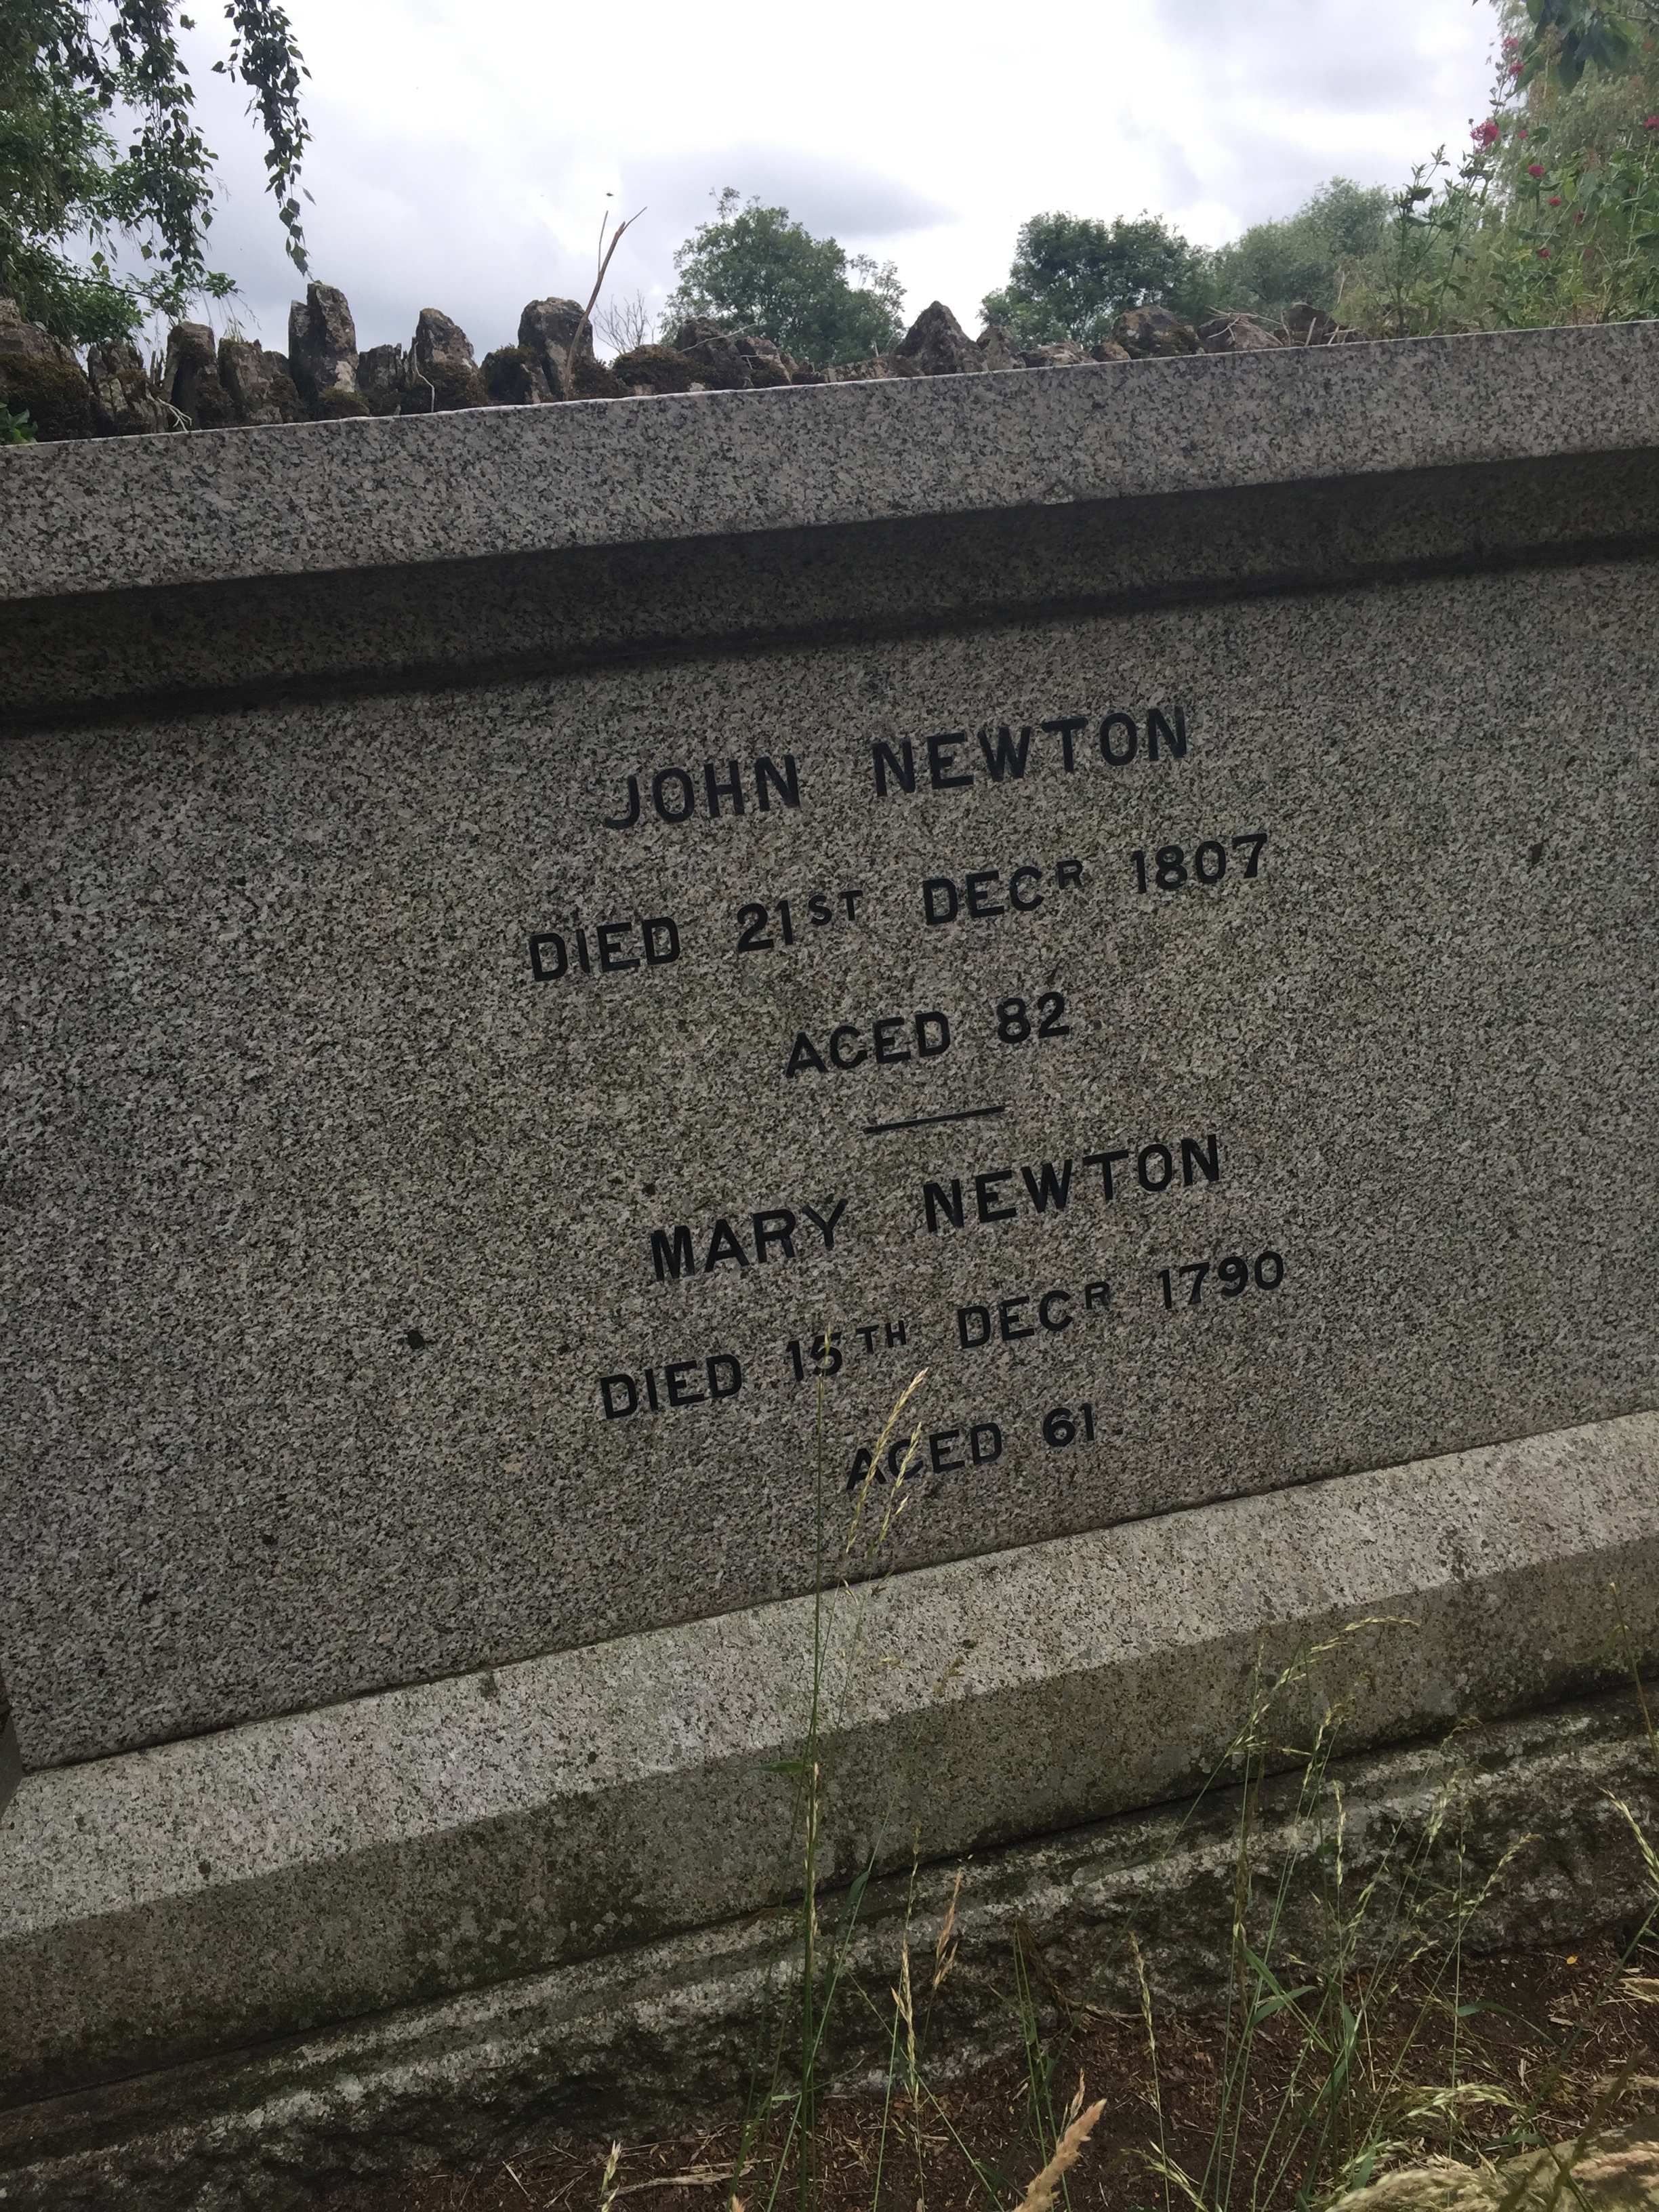 JOHN NEWTON
DIED 21ST DECR 1807
AGED 82
MARY NEWTON
DIED 15TH DECR 1790
AGED 61.